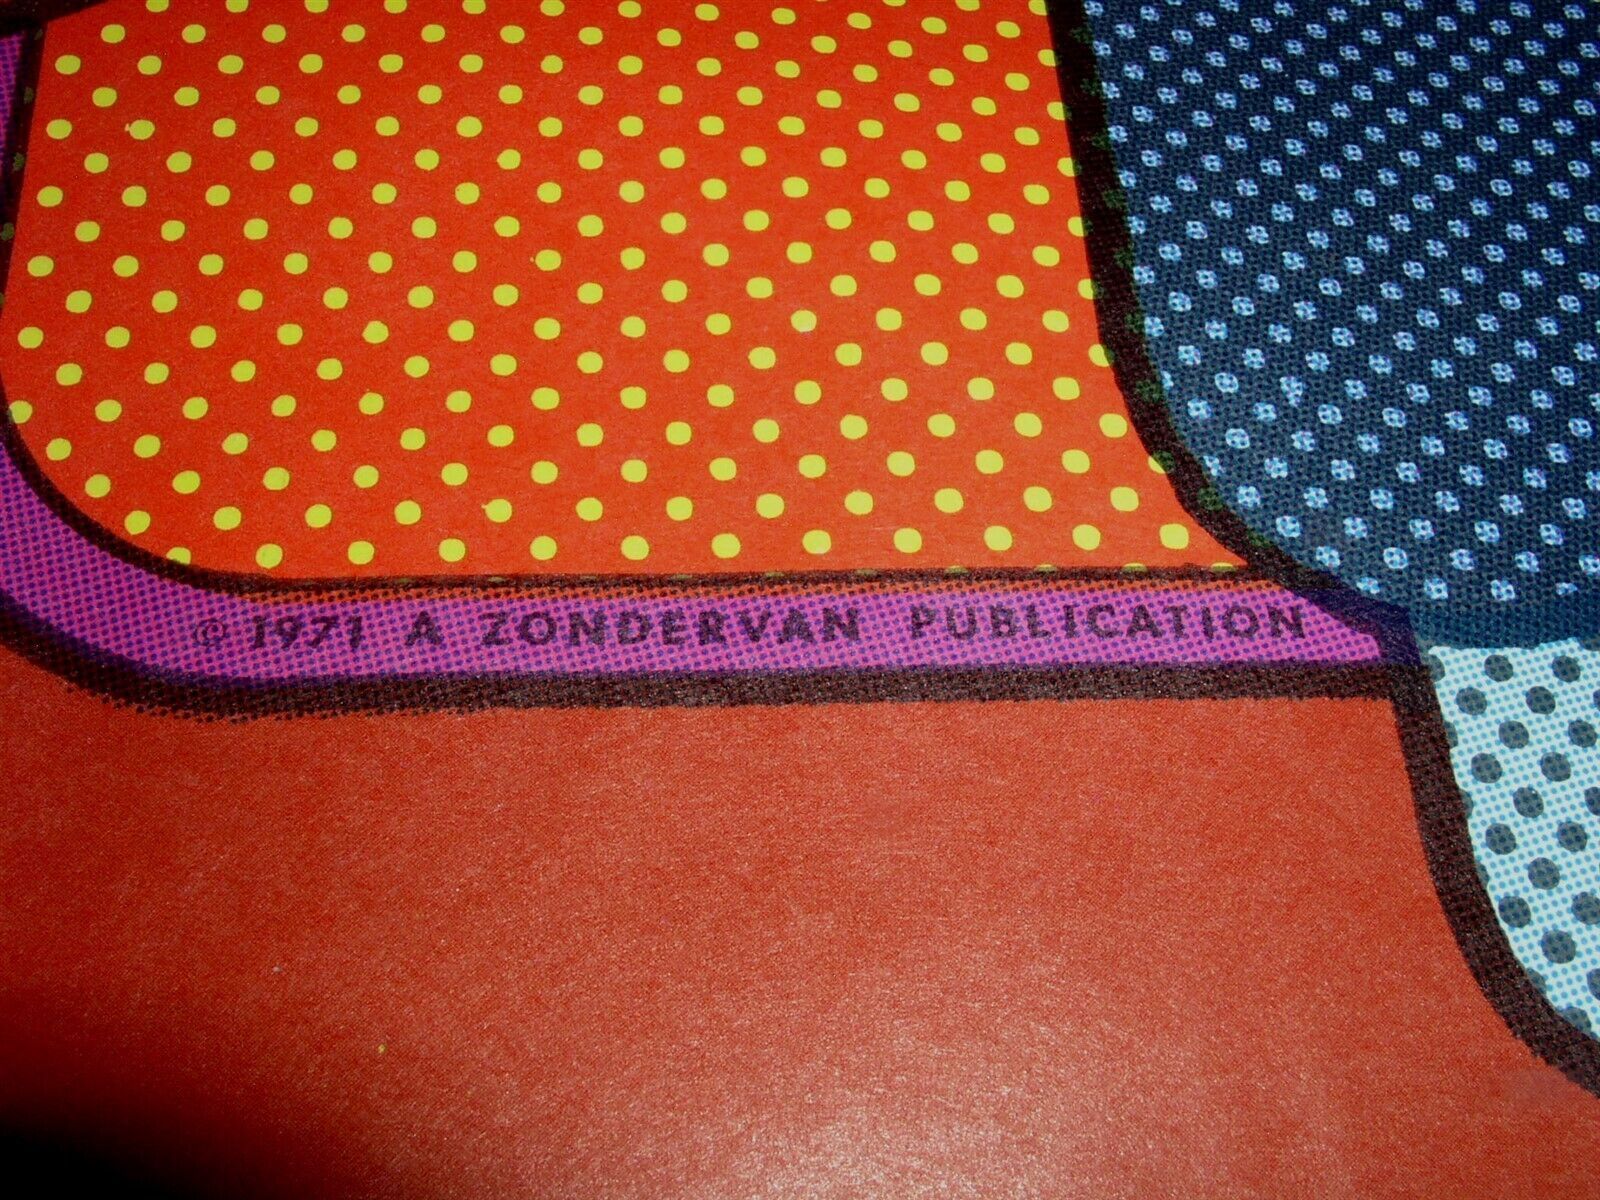 © 1971 A ZONDERVAN PUBLICATION